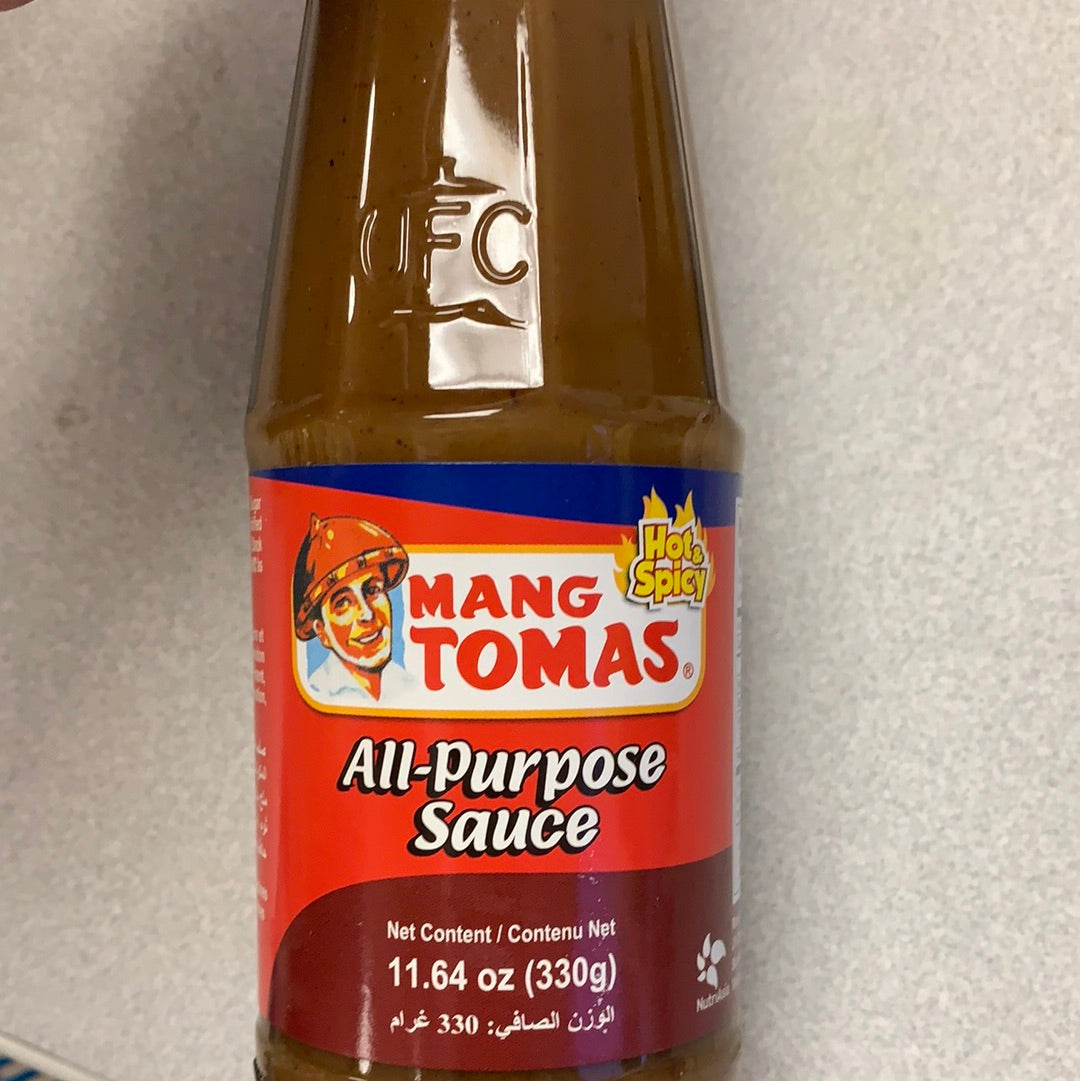 UFC
Hot &
Spicy
MANG
TOMAS®
All-Purpose
Sauce
Net Content / Contenu Net
11.64 oz (330g)
الوزن الصافي: 330 غرام
NutriAsia